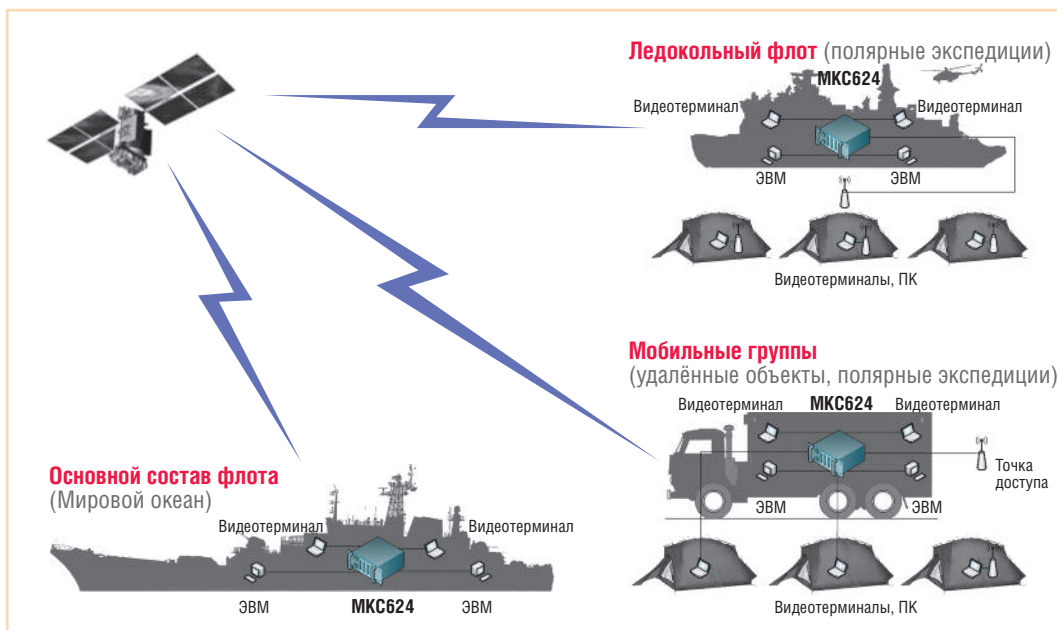 Ледокольный флот (полярные экспедиции)
МКС624
Видеотерминал
Видеотерминал
ЭВМ
ЭВМ
Видеотерминалы, ПК
Мобильные группы
(удалённые объекты, полярные экспедиции)
Видеотерминал
МКС624
Видеотерминал
Точка
доступа
ЭВМ
ЭВМ
Видеотерминалы, ПК
Основной состав флота
(Мировой океан)
Видеотерминал
Видеотерминал
ЭВМ
МКС624
ЭВМ